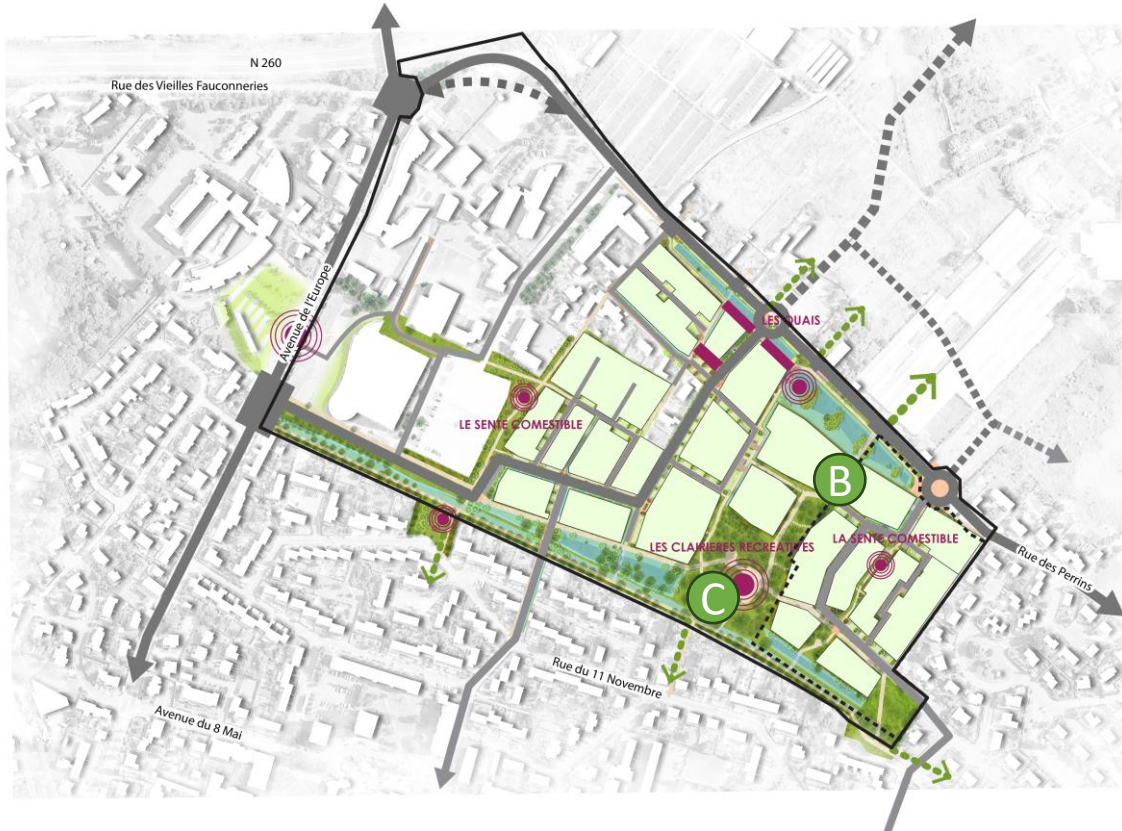 N 260
Rue des Vieilles Fauconneries
Avenue de l'Europe
LES QUAIS
LE SENTE COMESTIBLE
B
LES CLAIRIERES RECREATIVES
LA SENTE COMESTIBLE
C
Rue des Perrins
Rue du 11 Novembre
Avenue du 8 Mai